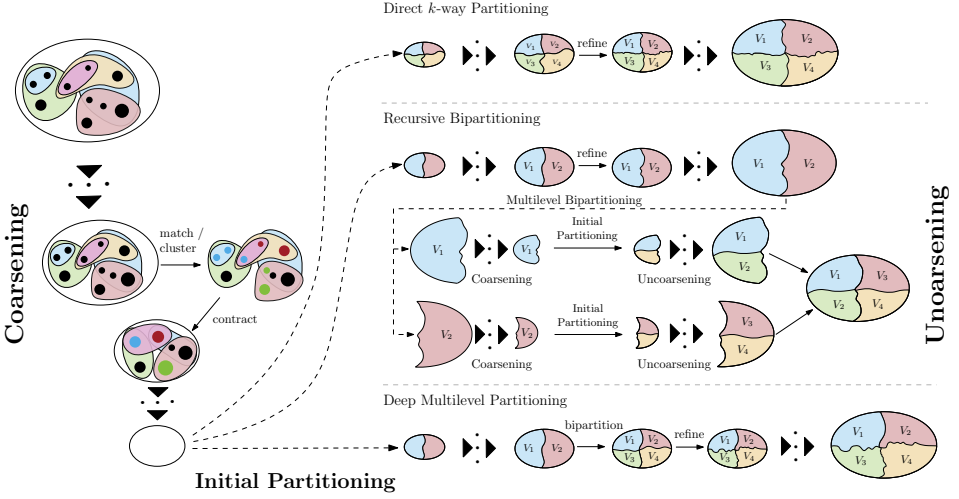 Direct k-way Partitioning
V1
V2
V3
V4
refine
V1
V2
V3
V4
V1
V2
V3
V4
Recursive Bipartitioning
V1
V2
refine
V1
V2
V1
V2
Multilevel Bipartitioning
V1
V1
Coarsening
Initial
Partitioning
Uncoarsening
V1
V2
V2
V2
Coarsening
Initial
Partitioning
Uncoarsening
V3
V4
V1
V3
V2
V4
Deep Multilevel Partitioning
V1
V2
bipartition
V1
V2
V3
V4
refine
V1
V2
V3
V4
V1
V2
V3
V4
Coarsening
match /
cluster
contract
Initial Partitioning
Unoarsening